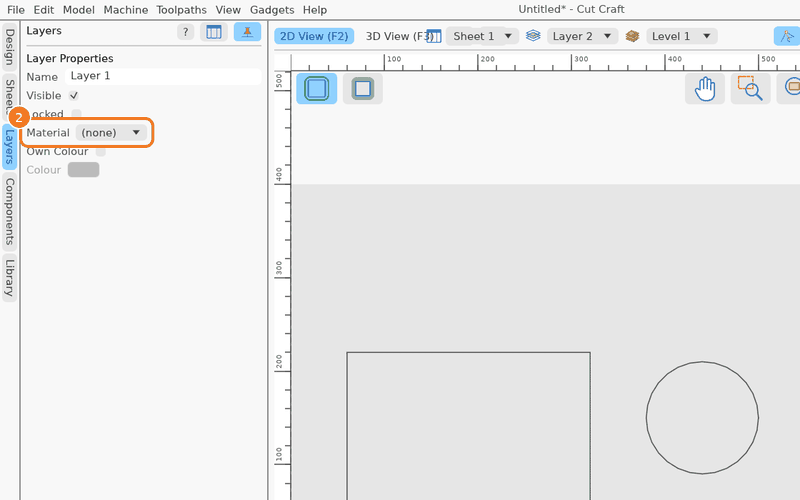 File Edit Model Machine Toolpaths View Gadgets Help
Untitled* - Cut Craft
Design
Sheets
Layers
Components
Library
Layers
?
Layer Properties
Name Layer 1
Visible
Locked
2
Material (none)
Own Colour
Colour
2D View (F2) 3D View (F3) Sheet 1 Layer 2 Level 1
100 200 300 400 500
500
400
300
200
100